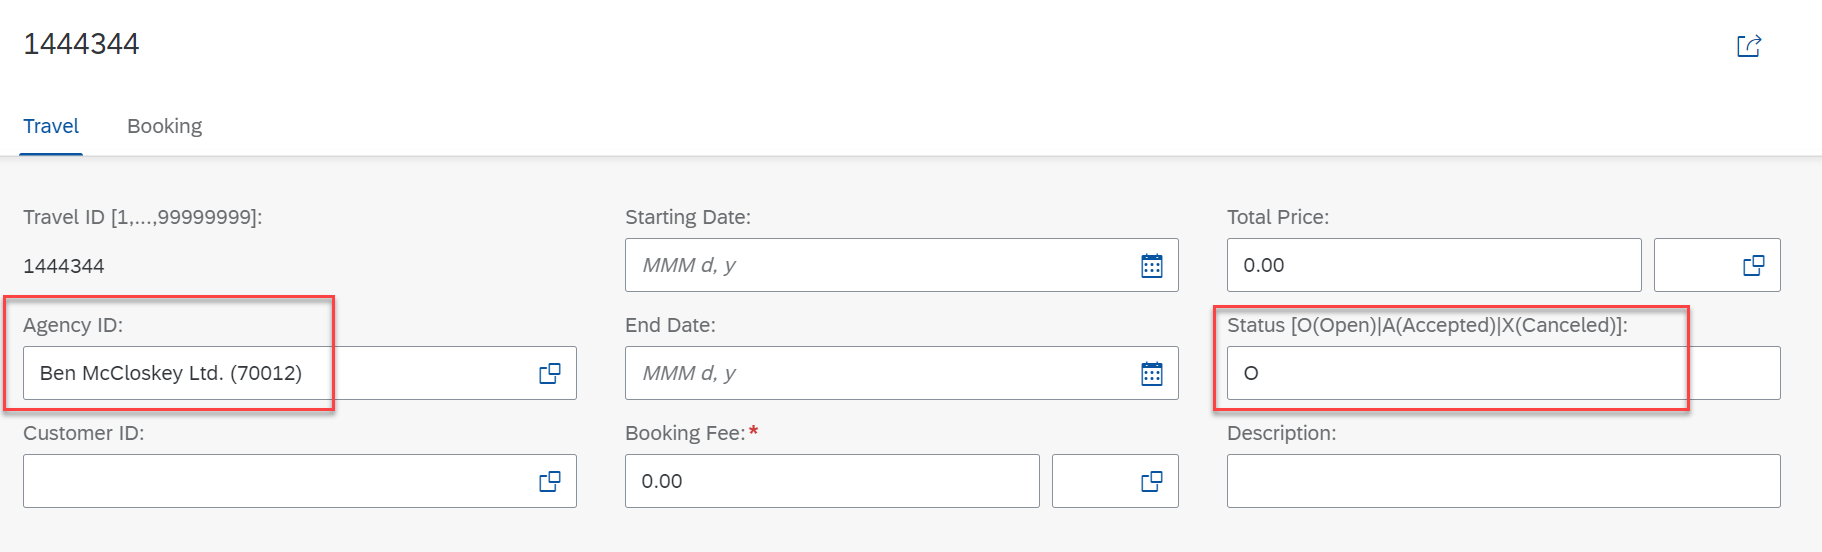 1444344
Travel Booking
Travel ID [1,...,99999999]:
1444344
Agency ID:
Ben McCloskey Ltd. (70012)
Customer ID:
Starting Date:
MMM d, y
End Date:
MMM d, y
Booking Fee:*
0.00
Total Price:
0.00
Status [O(Open)|A(Accepted)|X(Canceled)]:
O
Description: